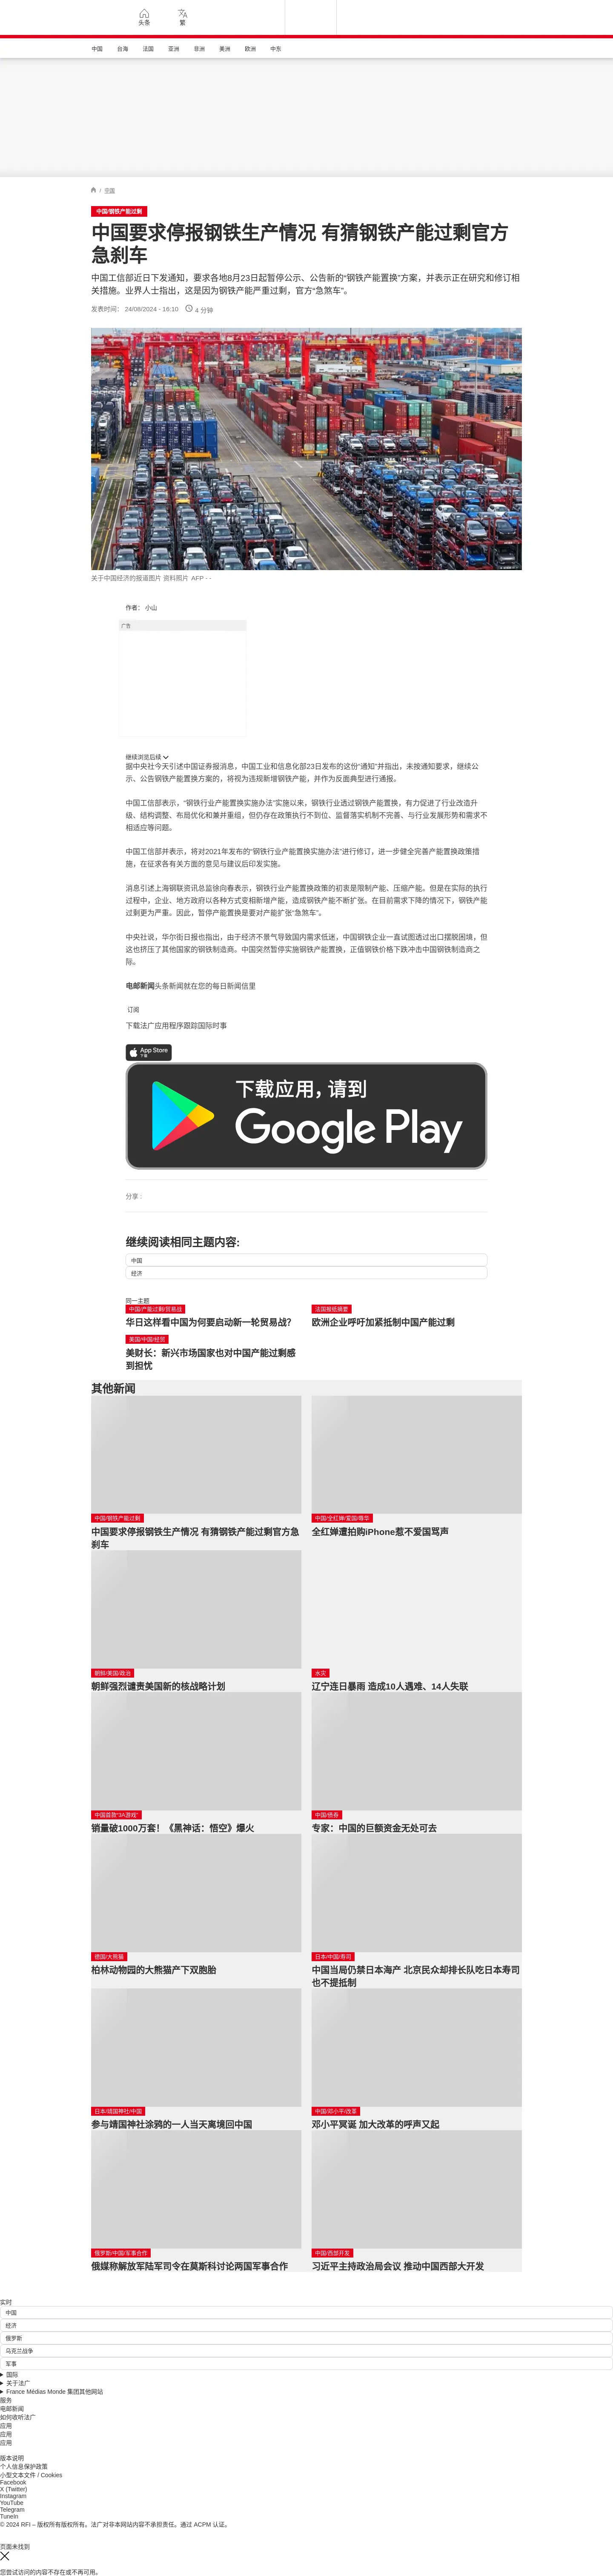 头条
繁
中国
台海
法国
亚洲
非洲
美洲
欧洲
中东
/ 中国
中国/钢铁产能过剩
中国要求停报钢铁生产情况 有猜钢铁产能过剩官方
急刹车
中国工信部近日下发通知，要求各地8月23日起暂停公示、公告新的“钢铁产能置换”方案，并表示正在研究和修订相
关措施。业界人士指出，这是因为钢铁产能严重过剩，官方“急煞车”。
发表时间： 24/08/2024 - 16:10
4 分钟
关于中国经济的报道图片 资料照片 AFP - -
作者： 小山
广告
继续浏览后续
据中央社今天引述中国证券报消息，中国工业和信息化部23日发布的这份“通知”并指出，未按通知要求，继续公
示、公告钢铁产能置换方案的，将视为违规新增钢铁产能，并作为反面典型进行通报。
中国工信部表示，“钢铁行业产能置换实施办法”实施以来，钢铁行业透过钢铁产能置换，有力促进了行业改造升
级、结构调整、布局优化和兼并重组，但仍存在政策执行不到位、监督落实机制不完善、与行业发展形势和需求不
相适应等问题。
中国工信部并表示，将对2021年发布的“钢铁行业产能置换实施办法”进行修订，进一步健全完善产能置换政策措
施，在征求各有关方面的意见与建议后印发实施。
消息引述上海钢联资讯总监徐向春表示，钢铁行业产能置换政策的初衷是限制产能、压缩产能。但是在实际的执行
过程中，企业、地方政府以各种方式变相新增产能，造成钢铁产能不断扩张。在目前需求下降的情况下，钢铁产能
过剩更为严重。因此，暂停产能置换是要对产能扩张“急煞车”。
中央社说，华尔街日报也指出，由于经济不景气导致国内需求低迷，中国钢铁企业一直试图透过出口摆脱困境，但
这也挤压了其他国家的钢铁制造商。中国突然暂停实施钢铁产能置换，正值钢铁价格下跌冲击中国钢铁制造商之
际。
电邮新闻头条新闻就在您的每日新闻信里
订阅
下载法广应用程序跟踪国际时事
App Store
下载
下载应用，请到
Google Play
分享 :
继续阅读相同主题内容:
中国
经济
同一主题
中国/产能过剩/贸易战
华日这样看中国为何要启动新一轮贸易战？
法国报纸摘要
欧洲企业呼吁加紧抵制中国产能过剩
美国/中国/经贸
美财长：新兴市场国家也对中国产能过剩感
到担忧
其他新闻
中国/钢铁产能过剩
中国要求停报钢铁生产情况 有猜钢铁产能过剩官方急
刹车
中国/全红婵/爱国/辱华
全红婵遭拍购iPhone惹不爱国骂声
朝鲜/美国/政治
朝鲜强烈谴责美国新的核战略计划
水灾
辽宁连日暴雨 造成10人遇难、14人失联
中国首款“3A游戏”
销量破1000万套！《黑神话：悟空》爆火
中国/债券
专家：中国的巨额资金无处可去
德国/大熊猫
柏林动物园的大熊猫产下双胞胎
日本/中国/寿司
中国当局仍禁日本海产 北京民众却排长队吃日本寿司
也不提抵制
日本/靖国神社/中国
参与靖国神社涂鸦的一人当天离境回中国
中国/邓小平/改革
邓小平冥诞 加大改革的呼声又起
俄罗斯/中国/军事合作
俄媒称解放军陆军司令在莫斯科讨论两国军事合作
中国/西部开发
习近平主持政治局会议 推动中国西部大开发
实时
中国
经济
俄罗斯
乌克兰战争
军事
国际
关于法广
France Médias Monde 集团其他网站
服务
电邮新闻
如何收听法广
应用
应用
应用
版本说明
个人信息保护政策
小型文本文件 / Cookies
Facebook
X (Twitter)
Instagram
YouTube
Telegram
TuneIn
© 2024 RFI – 版权所有版权所有。法广对非本网站内容不承担责任。通过 ACPM 认证。
页面未找到
您尝试访问的内容不存在或不再可用。